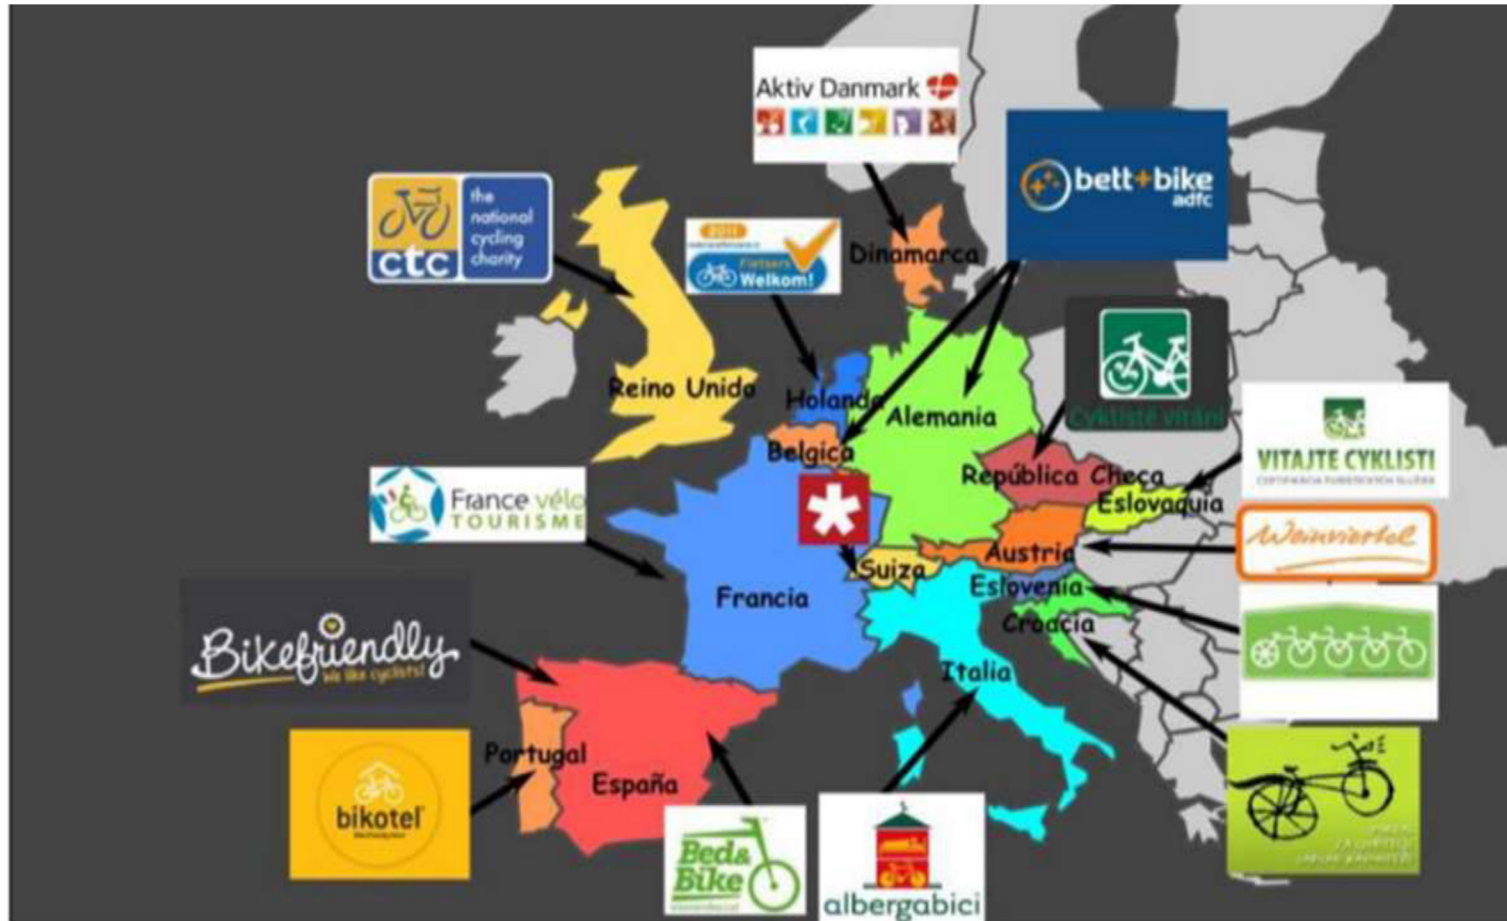 Aktiv Danmark
bett+bike
adfc
the
national
cycling
charity
ctc
2011
Fietsers
Welkom!
Dinamarca
Reino Unido
Holanda
Alemania
Cyklisté vítáni
Belgica
República Checa
VITAJTE CYKLISTI
Eslovaquia
France vélo
TOURISME
Weinviertel
Austria
Suiza
Eslovenia
Francia
Croacia
Bikefriendly
We like cyclists!
Italia
Portugal
España
bikotel
Bed&
Bike
albergabici